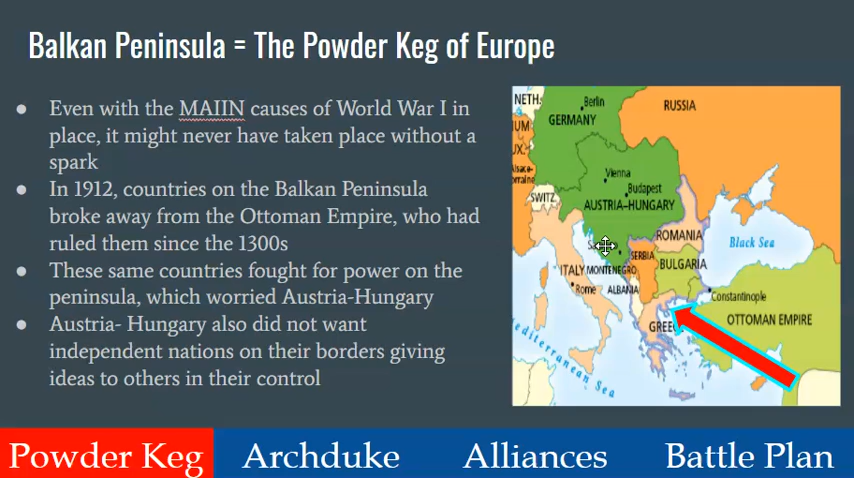 Balkan Peninsula = The Powder Keg of Europe
● Even with the MAIIN causes of World War I in
place, it might never have taken place without a
spark
● In 1912, countries on the Balkan Peninsula
broke away from the Ottoman Empire, who had
ruled them since the 1300s
● These same countries fought for power on the
peninsula, which worried Austria-Hungary
● Austria- Hungary also did not want
independent nations on their borders giving
ideas to others in their control
NETH.
Berlin
RUSSIA
GERMANY
Vienna
Budapest
SWITZ.
AUSTRIA-HUNGARY
ROMANIA
Black Sea
SERBIA
ITALY
MONTENEGRO
BULGARIA
Rome
ALBANIA
Constantinople
OTTOMAN EMPIRE
Sea
Powder Keg
Archduke
Alliances
Battle Plan